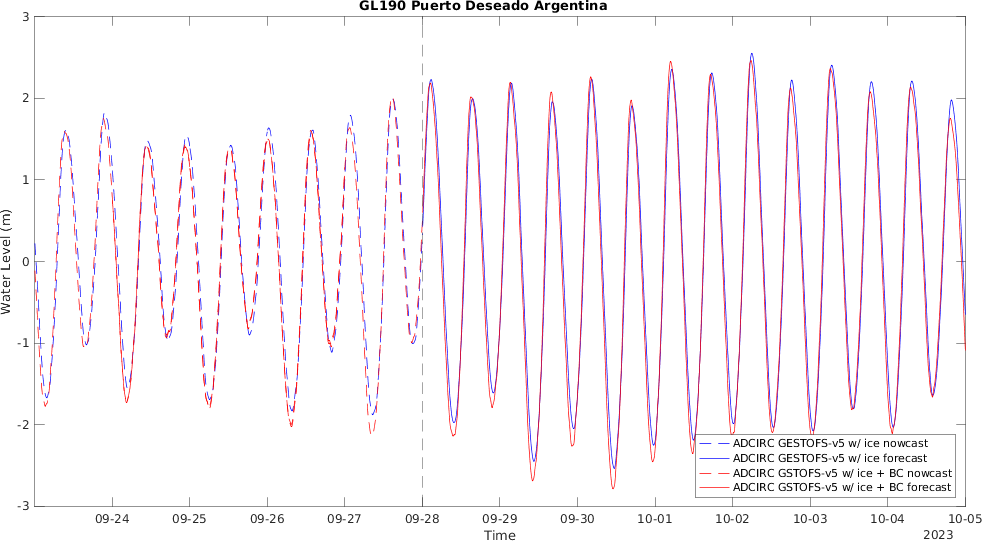 GL190 Puerto Deseado Argentina
3
2
1
0
-1
-2
-3
Water Level (m)
ADCIRC GESTOFS-v5 w/ ice nowcast
ADCIRC GESTOFS-v5 w/ ice forecast
ADCIRC GSTOFS-v5 w/ ice + BC nowcast
ADCIRC GSTOFS-v5 w/ ice + BC forecast
09-24 09-25 09-26 09-27 09-28 09-29 09-30 10-01 10-02 10-03 10-04 10-05
Time
2023